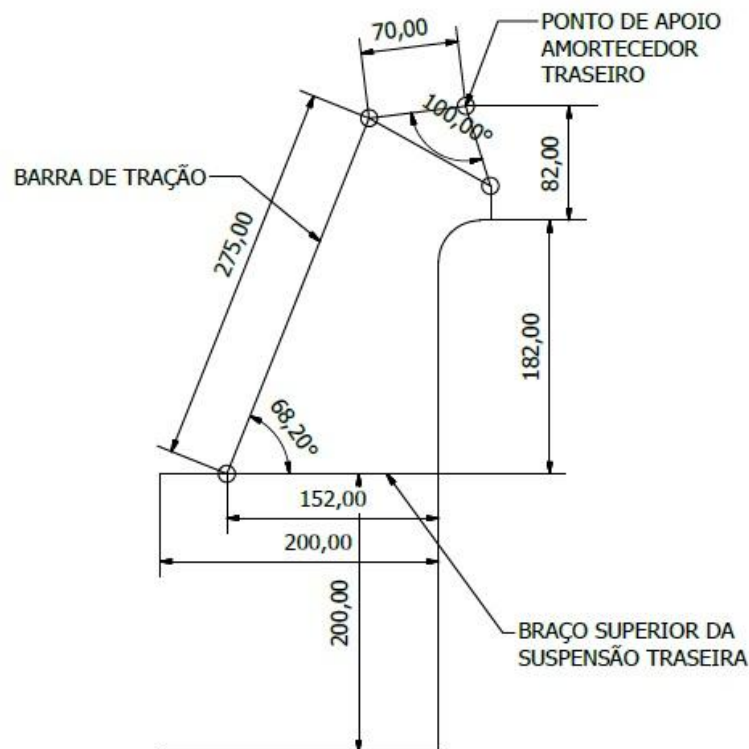 70,00
PONTO DE APOIO
AMORTECEDOR
TRASEIRO
100,00°
82,00
BARRA DE TRAÇÃO
275,00
182,00
68,20°
152,00
200,00
200,00
BRAÇO SUPERIOR DA
SUSPENSÃO TRASEIRA